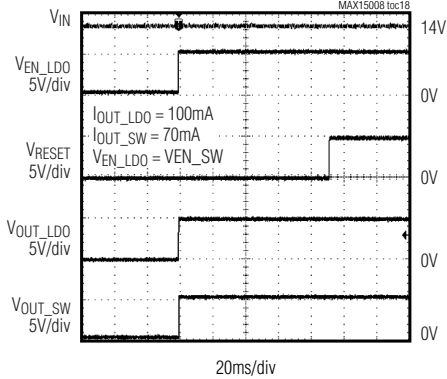 MAX15008 toc18
VIN
14V
VEN_LDO
5V/div
0V
IOUT_LDO = 100mA
IOUT_SW = 70mA
VEN_LDO = VEN_SW
VRESET
5V/div
0V
VOUT_LDO
5V/div
0V
VOUT_SW
5V/div
0V
20ms/div